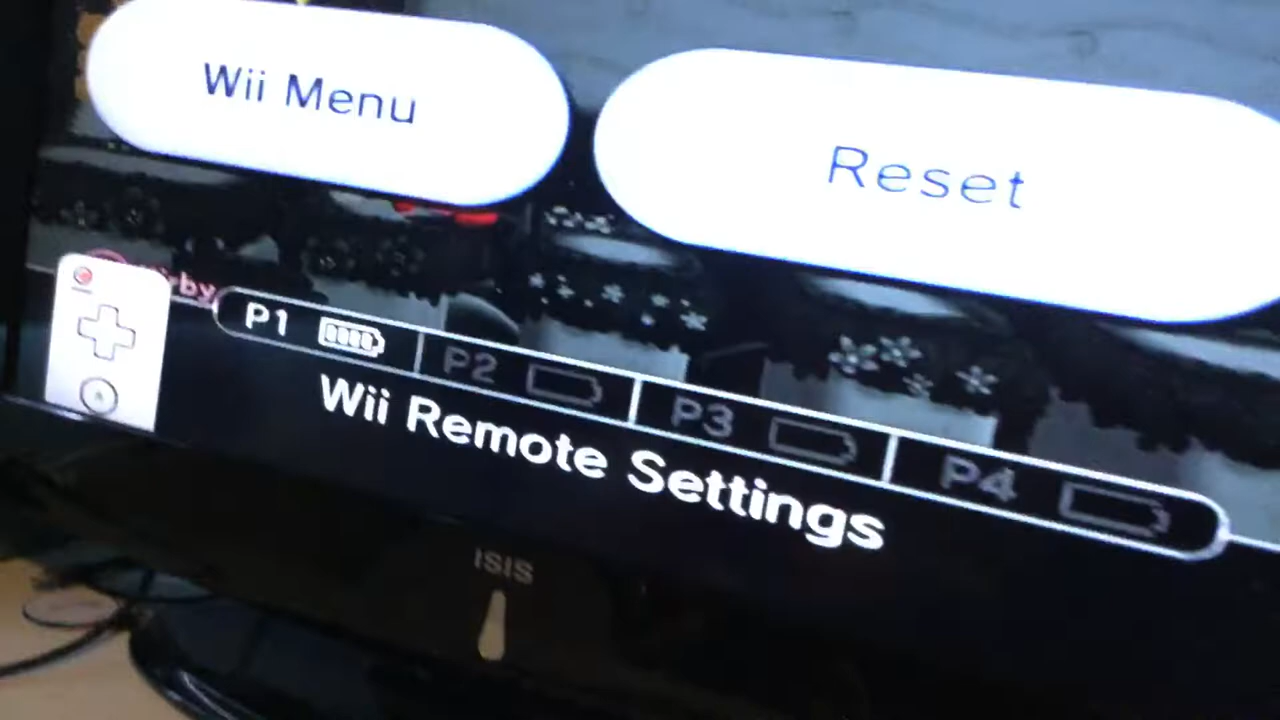 Wii Menu
Reset
P1 P2 P3 P4
Wii Remote Settings
ISIS